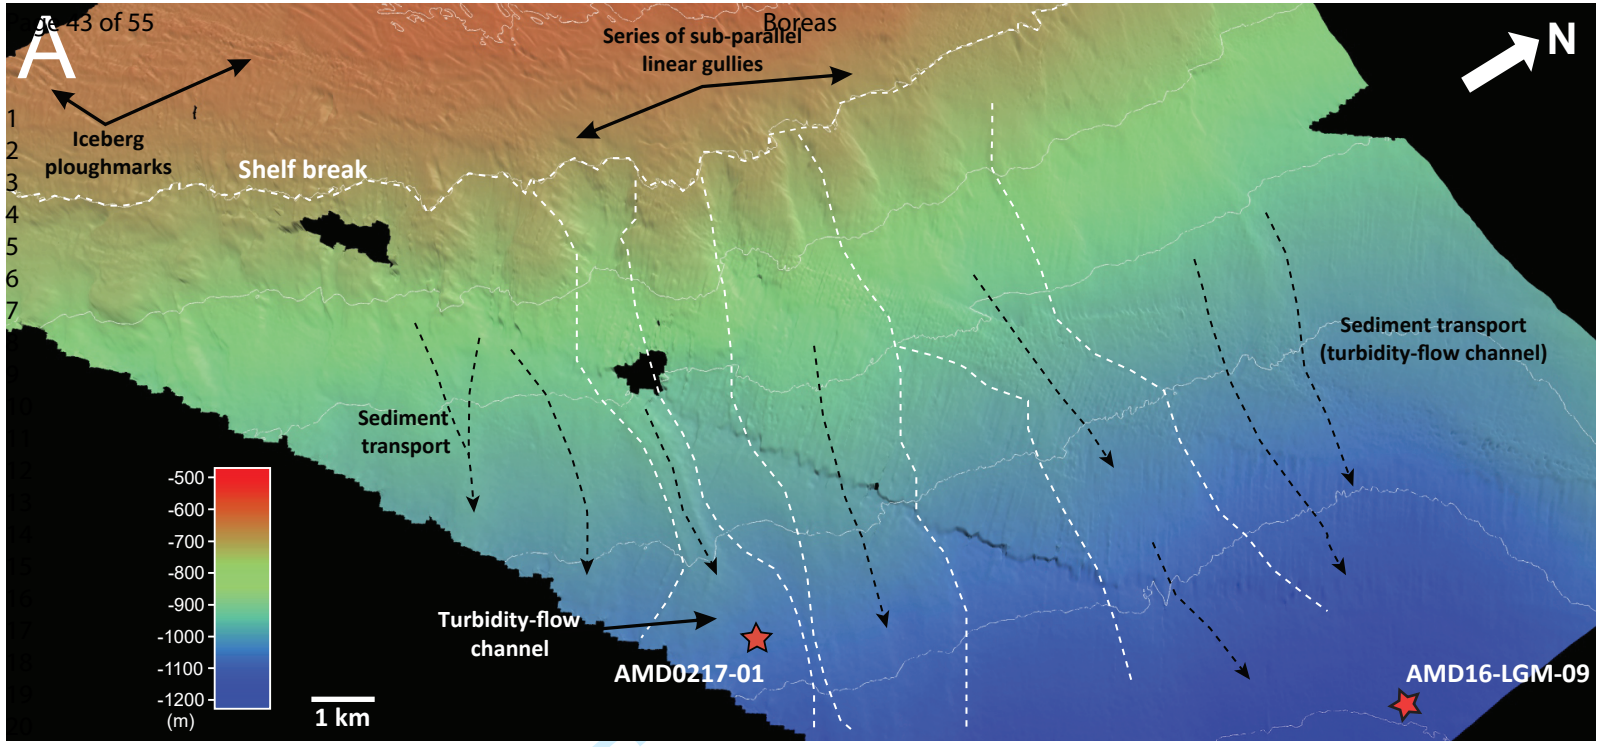 Page 43 of 55
Boreas
A
N
Series of sub-parallel
linear gullies
Iceberg
ploughmarks
Shelf break
1
2
3
4
5
6
7
Sediment transport
(turbidity-flow channel)
Sediment
transport
-500
-600
-700
-800
-900
-1000
-1100
-1200
(m)
1 km
Turbidity-flow
channel
AMD0217-01
AMD16-LGM-09